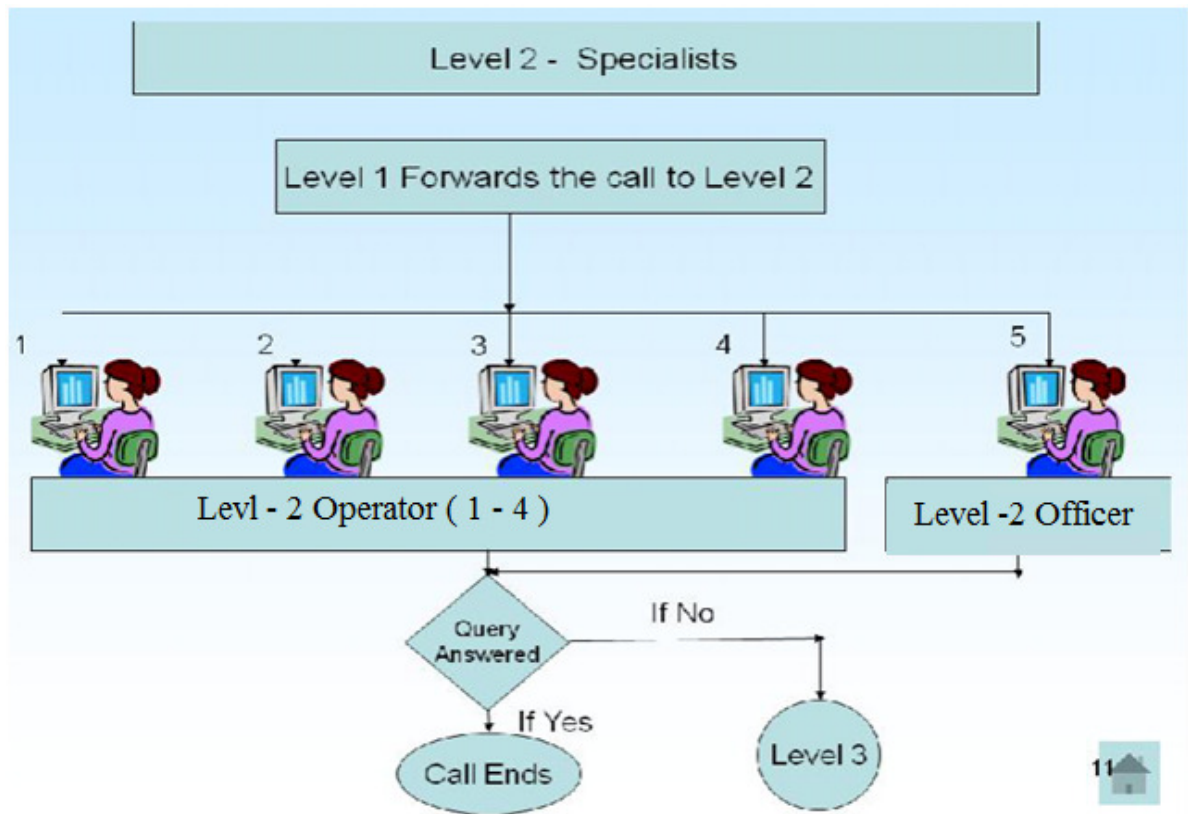 Level 2 - Specialists
Level 1 Forwards the call to Level 2
1
2
3
4
5
Levl - 2 Operator ( 1 - 4 )
Level -2 Officer
Query
Answered
If No
If Yes
Call Ends
Level 3
11